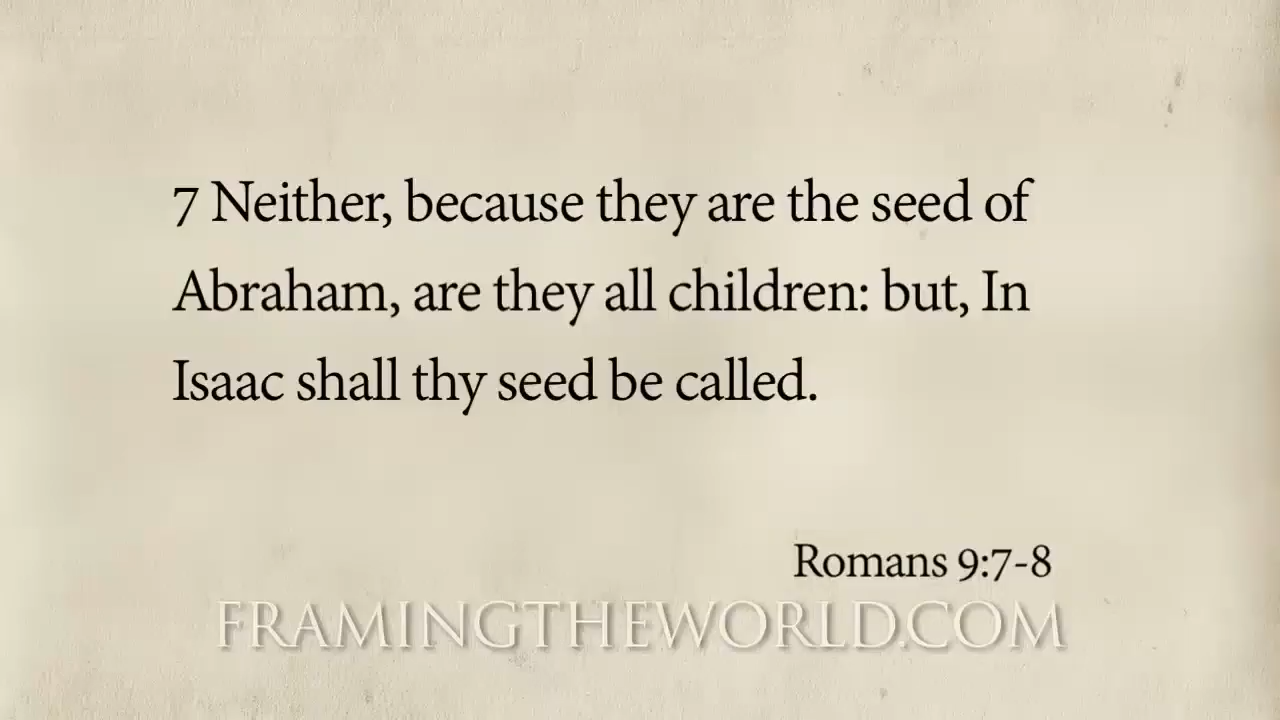 7 Neither, because they are the seed of
Abraham, are they all children: but, In
Isaac shall thy seed be called.
Romans 9:7-8
FRAMINGTHEWORLD.COM